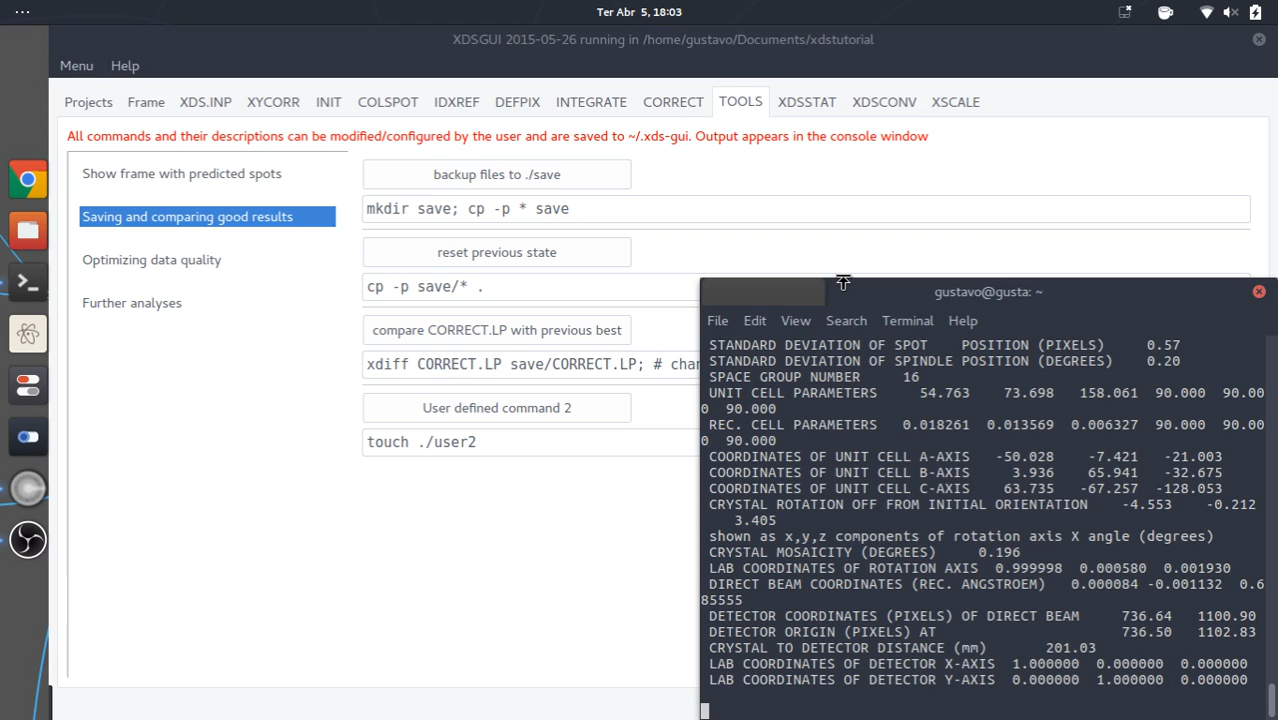 Ter Abr 5, 18:03
XDSGUI 2015-05-26 running in /home/gustavo/Documents/xdstutorial
Menu Help
Projects Frame XDS.INP XYCORR INIT COLSPOT IDXREF DEFPIX INTEGRATE CORRECT TOOLS XDSSTAT XDSCONV XSCALE
All commands and their descriptions can be modified/configured by the user and are saved to ~/.xds-gui. Output appears in the console window
Show frame with predicted spots
Saving and comparing good results
Optimizing data quality
Further analyses
backup files to ./save
mkdir save; cp -p * save
reset previous state
cp -p save/* .
compare CORRECT.LP with previous best
xdiff CORRECT.LP save/CORRECT.LP; # chan
User defined command 2
touch ./user2
gustavo@gusta: ~
File Edit View Search Terminal Help
STANDARD DEVIATION OF SPOT POSITION (PIXELS) 0.57
STANDARD DEVIATION OF SPINDLE POSITION (DEGREES) 0.20
SPACE GROUP NUMBER 16
UNIT CELL PARAMETERS 54.763 73.698 158.061 90.000 90.00
0 90.000
REC. CELL PARAMETERS 0.018261 0.013569 0.006327 90.000 90.00
0 90.000
COORDINATES OF UNIT CELL A-AXIS -50.028 -7.421 -21.003
COORDINATES OF UNIT CELL B-AXIS 3.936 65.941 -32.675
COORDINATES OF UNIT CELL C-AXIS 63.735 -67.257 -128.053
CRYSTAL ROTATION OFF FROM INITIAL ORIENTATION -4.553 -0.212
3.405
shown as x,y,z components of rotation axis X angle (degrees)
CRYSTAL MOSAICITY (DEGREES) 0.196
LAB COORDINATES OF ROTATION AXIS 0.999998 0.000580 0.001930
DIRECT BEAM COORDINATES (REC. ANGSTROEM) 0.000084 -0.001132 0.6
85555
DETECTOR COORDINATES (PIXELS) OF DIRECT BEAM 736.64 1100.90
DETECTOR ORIGIN (PIXELS) AT 736.50 1102.83
CRYSTAL TO DETECTOR DISTANCE (mm) 201.03
LAB COORDINATES OF DETECTOR X-AXIS 1.000000 0.000000 0.000000
LAB COORDINATES OF DETECTOR Y-AXIS 0.000000 1.000000 0.000000